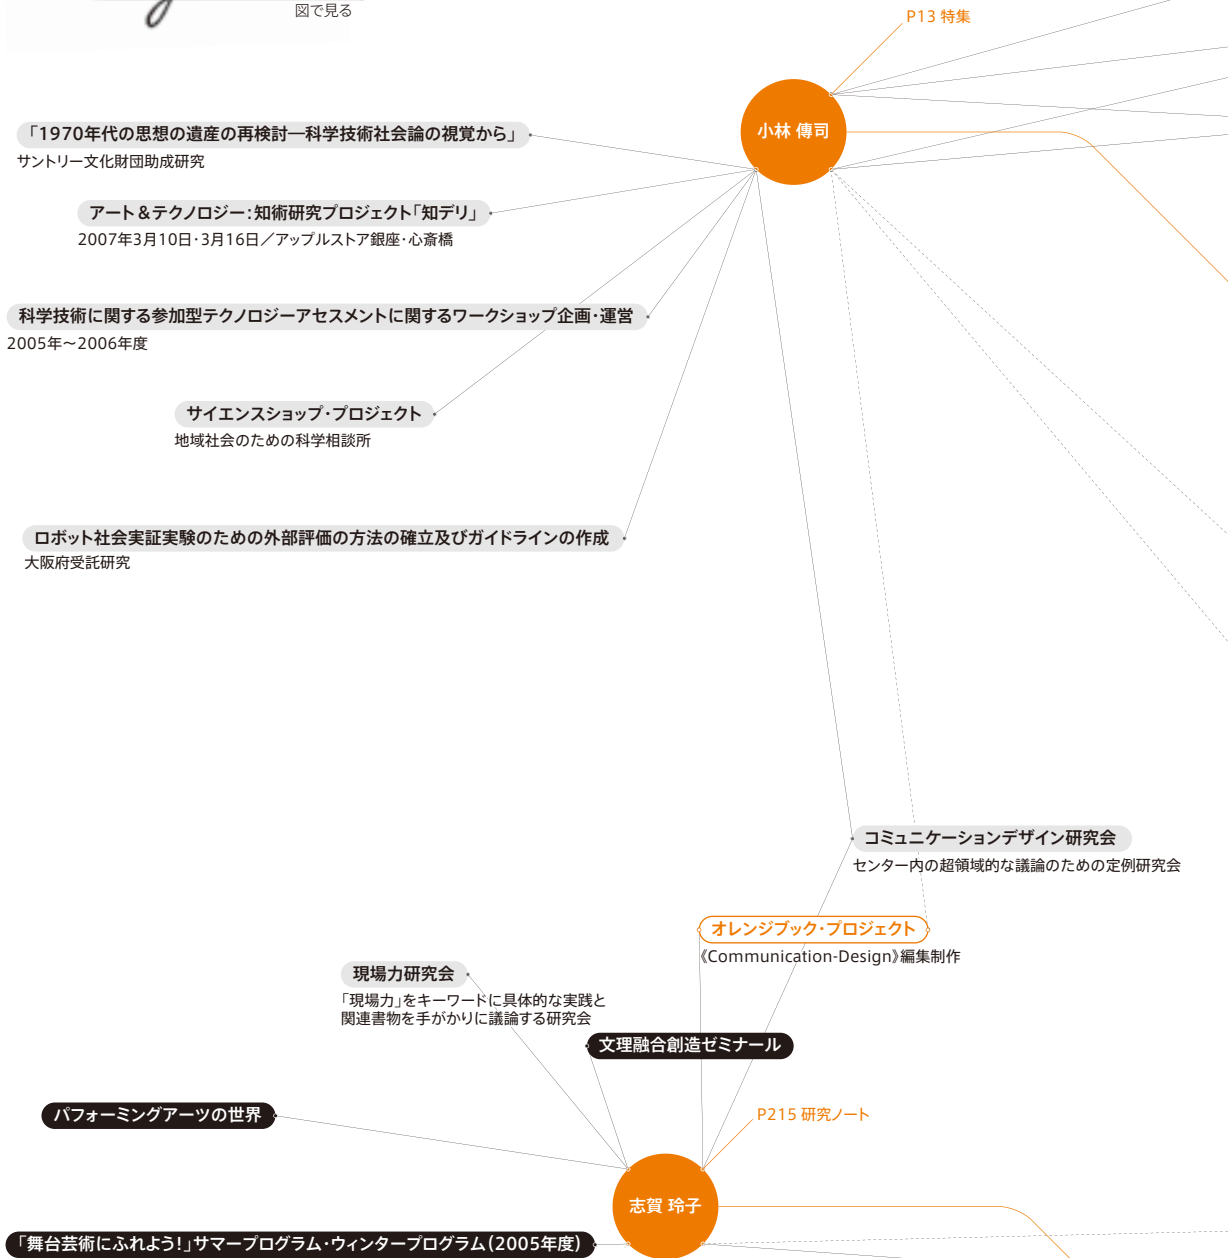 図で見る
P13 特集
小林 傳司
「1970年代の思想の遺産の再検討―科学技術社会論の視覚から」
サントリー文化財団助成研究
アート&テクノロジー:知術研究プロジェクト「知デリ」
2007年3月10日・3月16日/アップルストア銀座・心斎橋
科学技術に関する参加型テクノロジーアセスメントに関するワークショップ企画・運営
2005年~2006年度
サイエンスショップ・プロジェクト
地域社会のための科学相談所
ロボット社会実証実験のための外部評価の方法の確立及びガイドラインの作成
大阪府受託研究
コミュニケーションデザイン研究会
センター内の超領域的な議論のための定例研究会
オレンジブック・プロジェクト
《Communication-Design》編集制作
現場力研究会
「現場力」をキーワードに具体的な実践と
関連書物を手がかりに議論する研究会
文理融合創造ゼミナール
パフォーミングアーツの世界
P215 研究ノート
志賀 玲子
「舞台芸術にふれよう!」サマープログラム・ウィンタープログラム(2005年度)